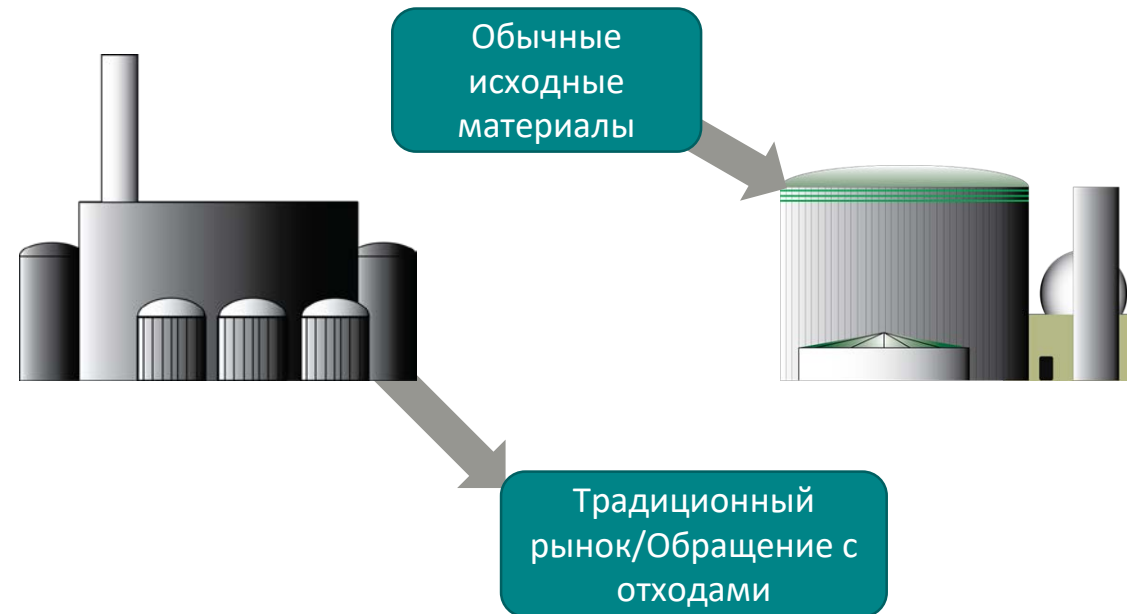 Обычные
исходные
материалы
Традиционный
рынок/Обращение с
отходами